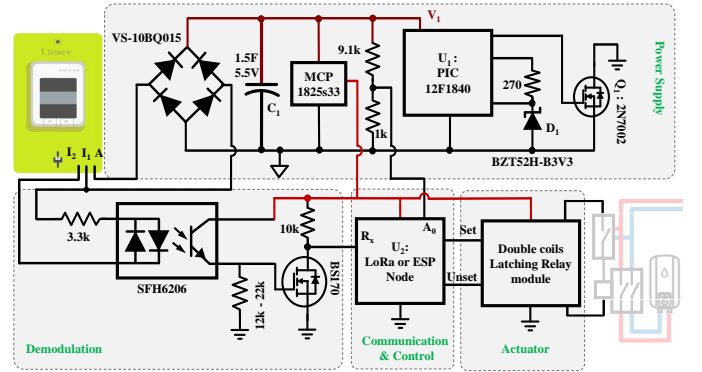 Linky
I2 I1 A
VS-10BQ015
1.5F
5.5V
C1
MCP
1825s33
9.1k
1k
V1
U1:
PIC
12F1840
270
D1
BZT52H-B3V3
Q1 : 2N7002
Power Supply
3.3k
SFH6206
12k - 22k
10k
BS170
Demodulation
Rx
A0
U2:
LoRa or ESP
Node
Communication
& Control
Set
Unset
Double coils
Latching Relay
module
Actuator